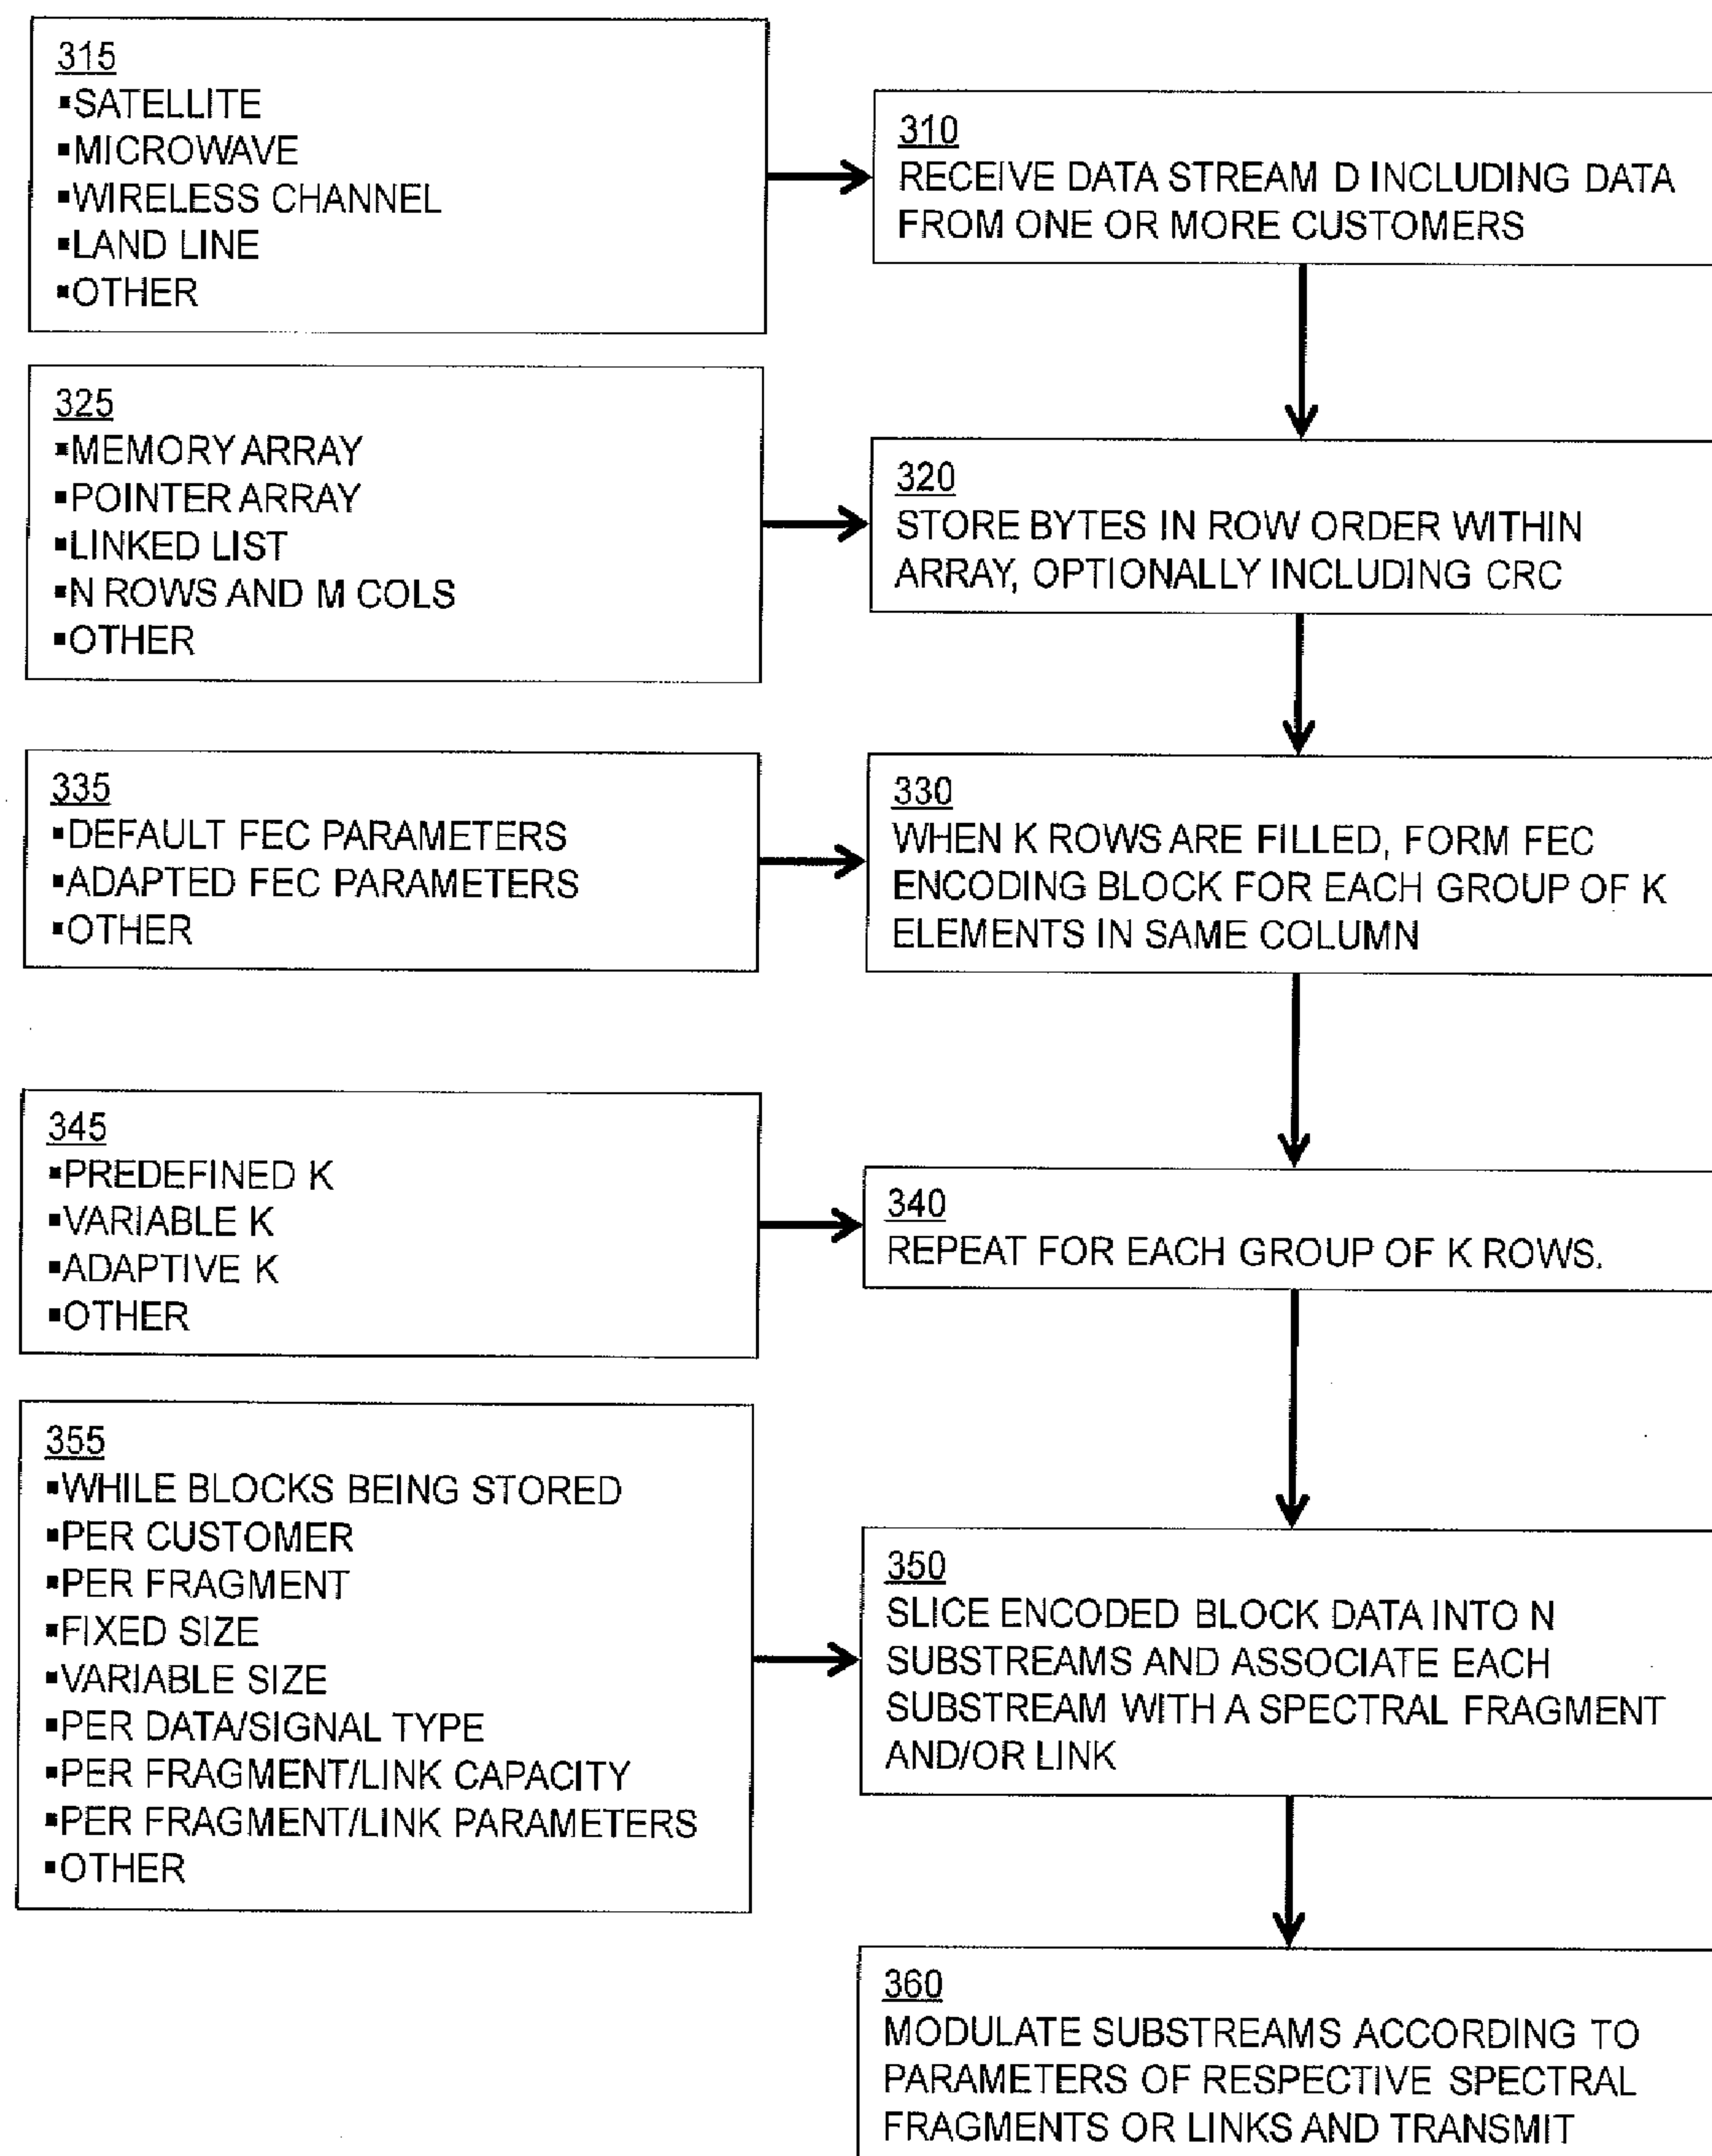 315
▪SATELLITE
▪MICROWAVE
▪WIRELESS CHANNEL
▪LAND LINE
▪OTHER
310
RECEIVE DATA STREAM D INCLUDING DATA
FROM ONE OR MORE CUSTOMERS
325
▪MEMORY ARRAY
▪POINTER ARRAY
▪LINKED LIST
▪N ROWS AND M COLS
▪OTHER
320
STORE BYTES IN ROW ORDER WITHIN
ARRAY, OPTIONALLY INCLUDING CRC
335
▪DEFAULT FEC PARAMETERS
▪ADAPTED FEC PARAMETERS
▪OTHER
330
WHEN K ROWS ARE FILLED, FORM FEC
ENCODING BLOCK FOR EACH GROUP OF K
ELEMENTS IN SAME COLUMN
345
▪PREDEFINED K
▪VARIABLE K
▪ADAPTIVE K
▪OTHER
340
REPEAT FOR EACH GROUP OF K ROWS.
355
▪WHILE BLOCKS BEING STORED
▪PER CUSTOMER
▪PER FRAGMENT
▪FIXED SIZE
▪VARIABLE SIZE
▪PER DATA/SIGNAL TYPE
▪PER FRAGMENT/LINK CAPACITY
▪PER FRAGMENT/LINK PARAMETERS
▪OTHER
350
SLICE ENCODED BLOCK DATA INTO N
SUBSTREAMS AND ASSOCIATE EACH
SUBSTREAM WITH A SPECTRAL FRAGMENT
AND/OR LINK
360
MODULATE SUBSTREAMS ACCORDING TO
PARAMETERS OF RESPECTIVE SPECTRAL
FRAGMENTS OR LINKS AND TRANSMIT